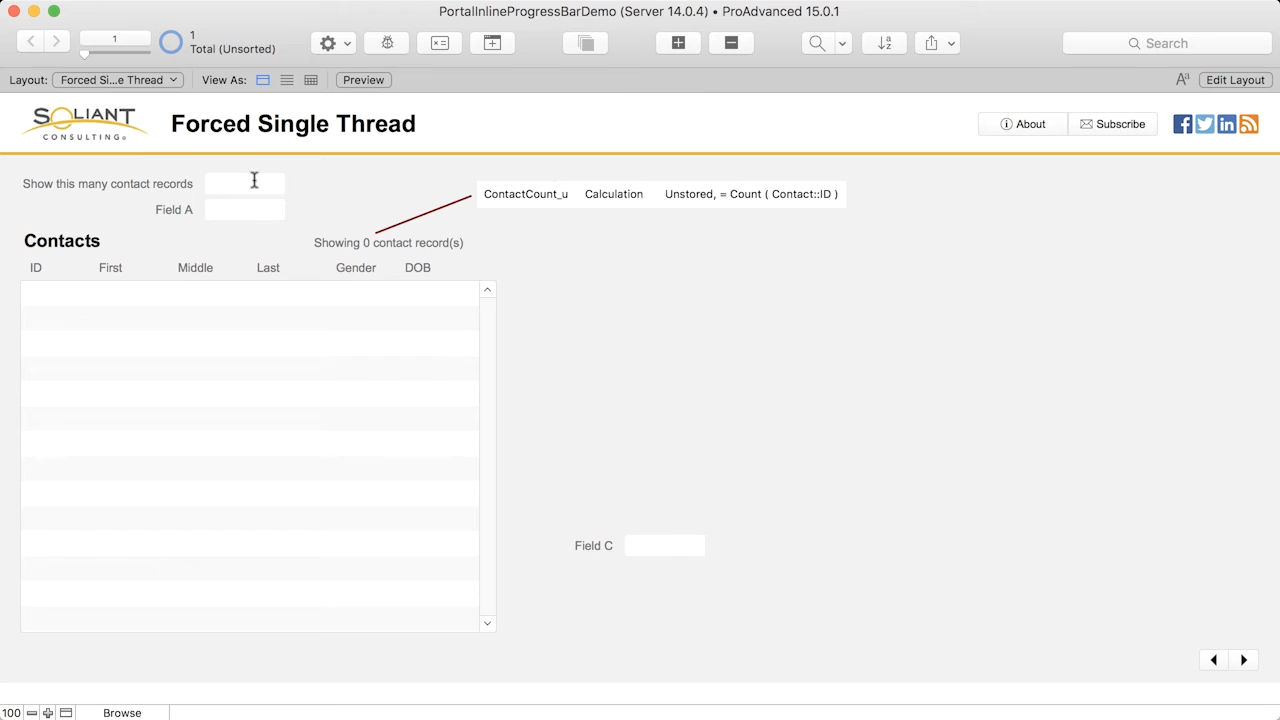 PortalInlineProgressBarDemo (Server 14.0.4) • ProAdvanced 15.0.1
1
1
Total (Unsorted)
Search
Layout: Forced Si...e Thread View As: Preview Aª Edit Layout
SOLIANT
CONSULTING
Forced Single Thread
About
Subscribe
Show this many contact records
Field A
ContactCount_u Calculation Unstored, = Count ( Contact::ID )
Contacts
Showing 0 contact record(s)
ID First Middle Last Gender DOB
Field C
100 Browse